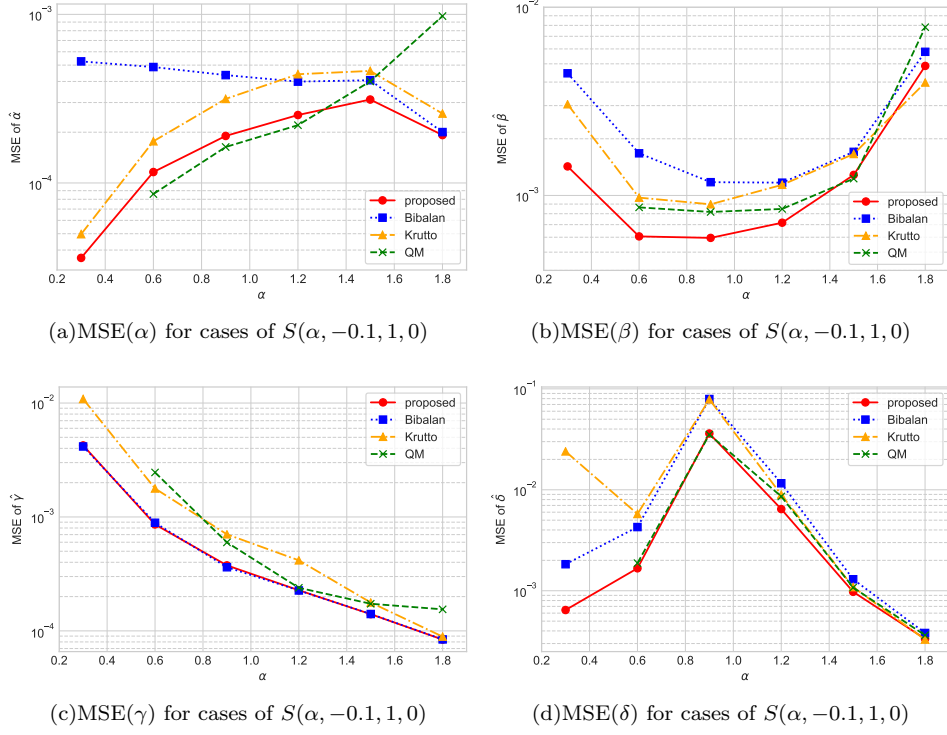 10⁻³
10⁻⁴
MSE of α̂
0.2 0.4 0.6 0.8 1.0 1.2 1.4 1.6 1.8
α
proposed
Bibalan
Krutto
QM
(a)MSE(α) for cases of S(α, −0.1, 1, 0)
10⁻²
10⁻³
MSE of β̂
0.2 0.4 0.6 0.8 1.0 1.2 1.4 1.6 1.8
α
proposed
Bibalan
Krutto
QM
(b)MSE(β) for cases of S(α, −0.1, 1, 0)
10⁻²
10⁻³
10⁻⁴
MSE of γ̂
0.2 0.4 0.6 0.8 1.0 1.2 1.4 1.6 1.8
α
proposed
Bibalan
Krutto
QM
(c)MSE(γ) for cases of S(α, −0.1, 1, 0)
10⁻¹
10⁻²
10⁻³
MSE of δ̂
0.2 0.4 0.6 0.8 1.0 1.2 1.4 1.6 1.8
α
proposed
Bibalan
Krutto
QM
(d)MSE(δ) for cases of S(α, −0.1, 1, 0)